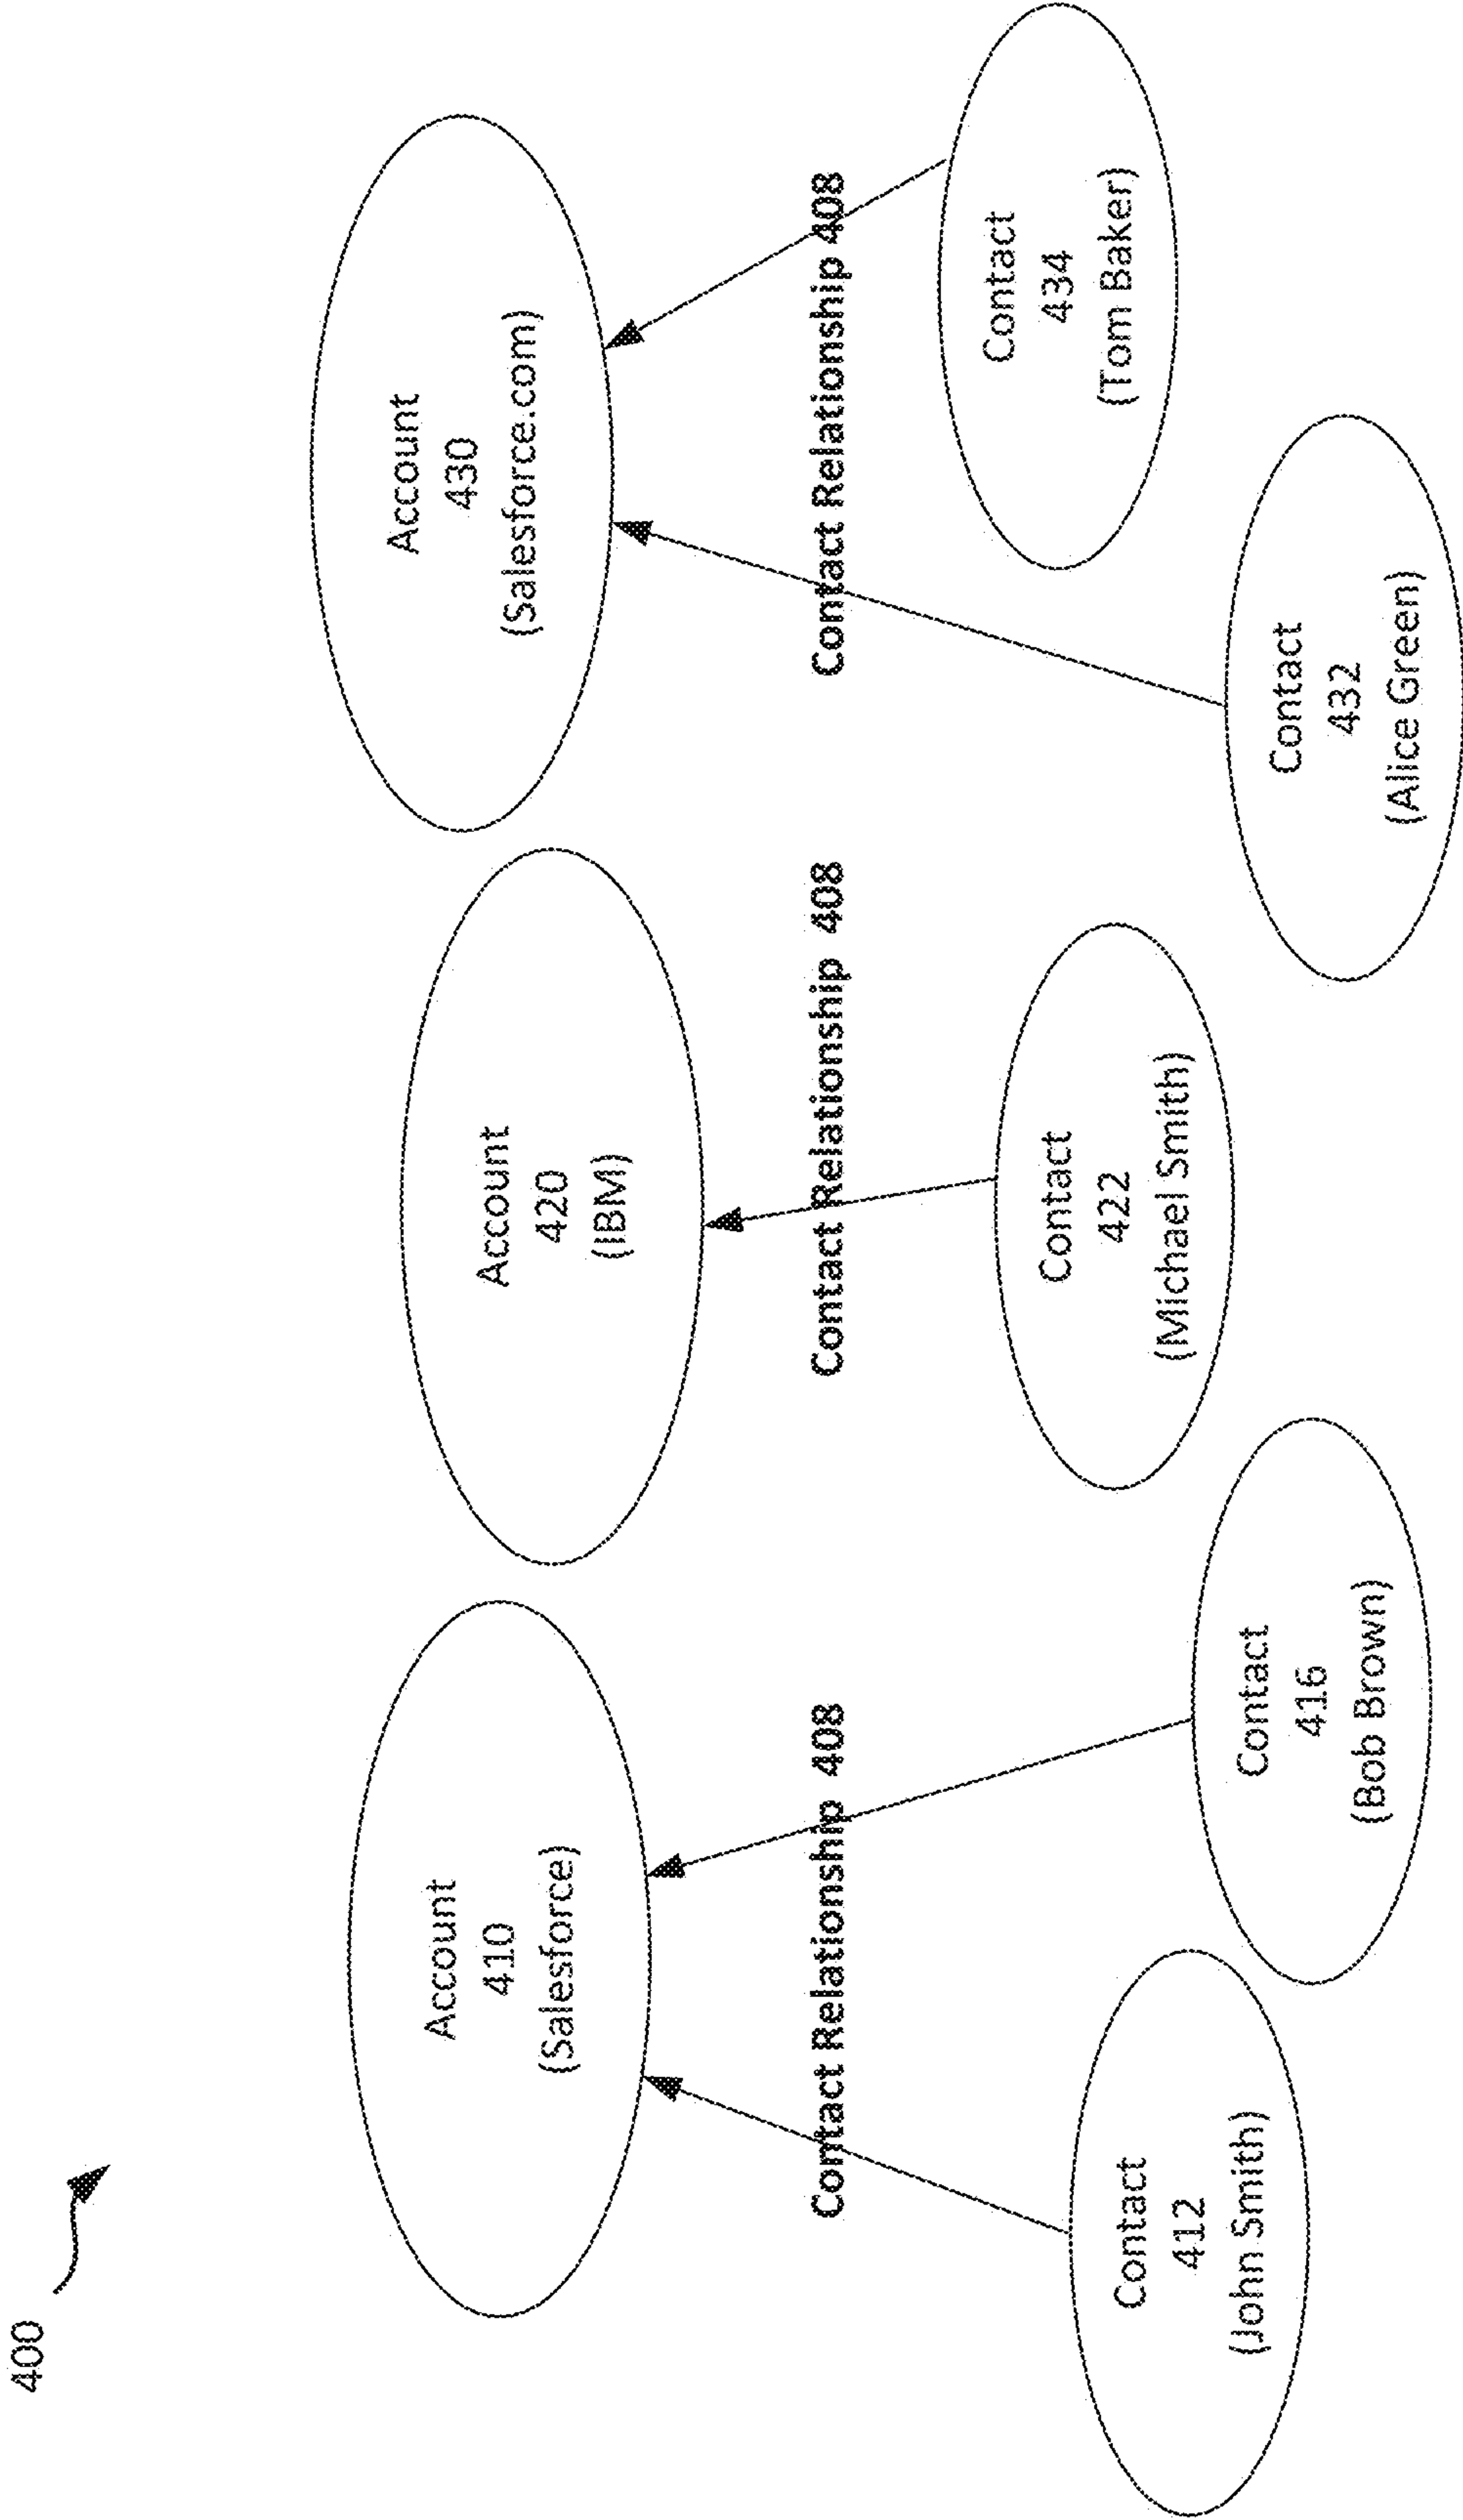 400
Account
410
(Salesforce)
Account
420
(IBM)
Account
430
(Salesforce.com)
Contact Relationship 408
Contact Relationship 408
Contact Relationship 408
Contact
412
(John Smith)
Contact
416
(Bob Brown)
Contact
422
(Michael Smith)
Contact
432
(Alice Green)
Contact
434
(Tom Baker)